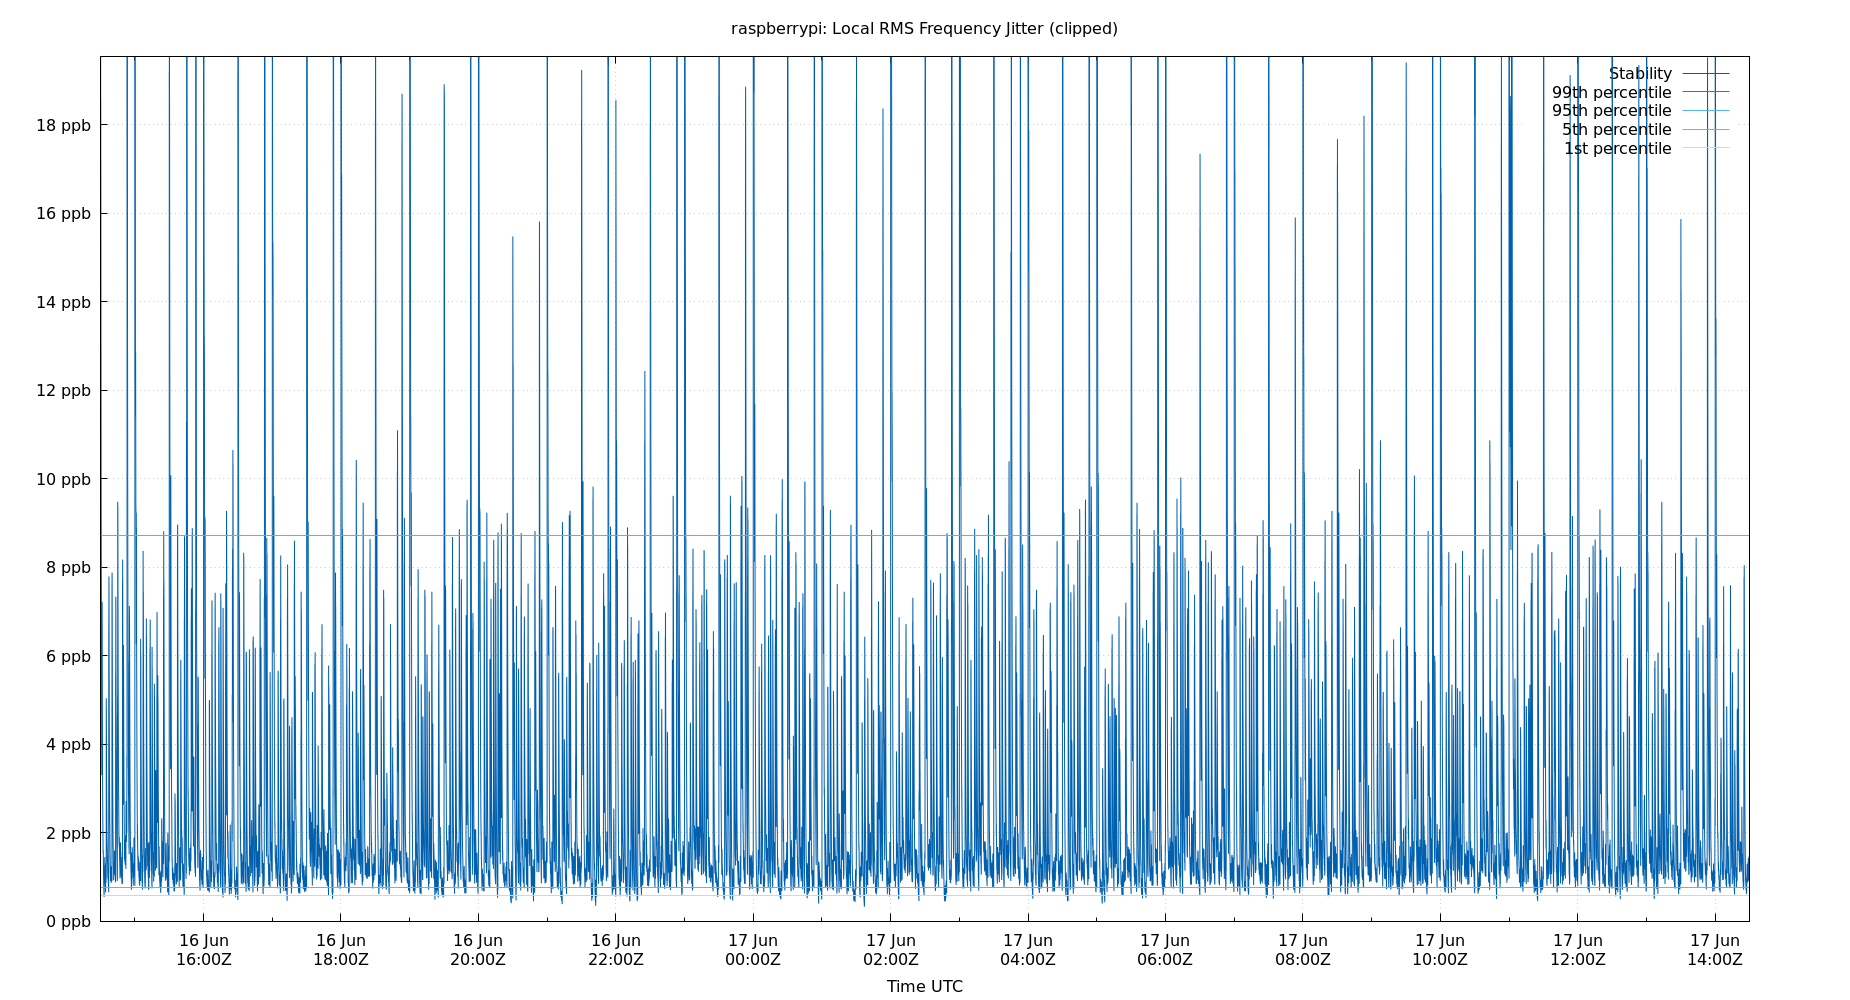 raspberrypi: Local RMS Frequency Jitter (clipped)
Stability
99th percentile
95th percentile
5th percentile
1st percentile
18 ppb
16 ppb
14 ppb
12 ppb
10 ppb
8 ppb
6 ppb
4 ppb
2 ppb
0 ppb
16 Jun 16 Jun 16 Jun 16 Jun 17 Jun 17 Jun 17 Jun 17 Jun 17 Jun 17 Jun 17 Jun 17 Jun
16:00Z 18:00Z 20:00Z 22:00Z 00:00Z 02:00Z 04:00Z 06:00Z 08:00Z 10:00Z 12:00Z 14:00Z
Time UTC